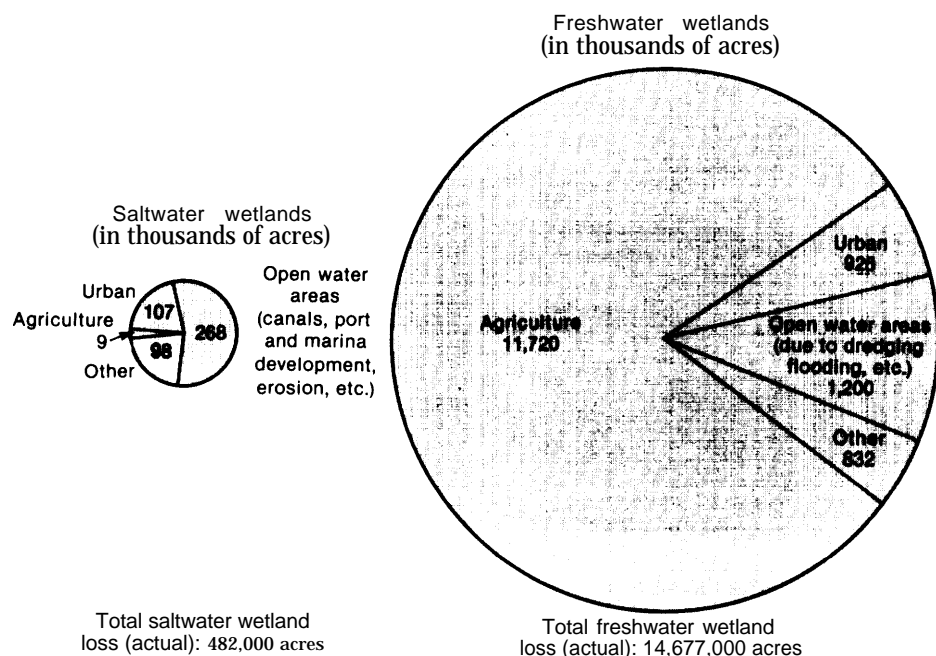 Saltwater wetlands
(in thousands of acres)
Urban
107
Agriculture
9
98
Other
268
Open water
areas
(canals, port
and marina
development,
erosion, etc.)
Total saltwater wetland
loss (actual): 482,000 acres
Freshwater wetlands
(in thousands of acres)
Agriculture
11,720
Urban
925
Open water areas
(due to dredging
flooding, etc.)
1,200
Other
832
Total freshwater wetland
loss (actual): 14,677,000 acres